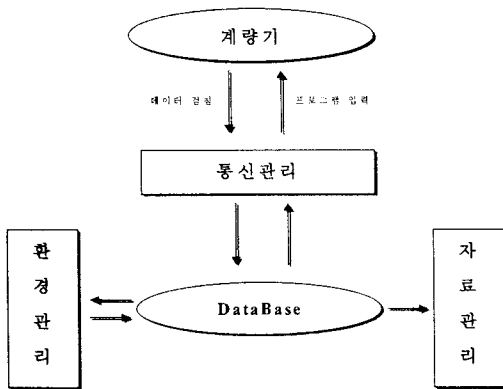 계량기
데이터 검침
프로그램 입력
통신관리
환경관리
DataBase
자료관리